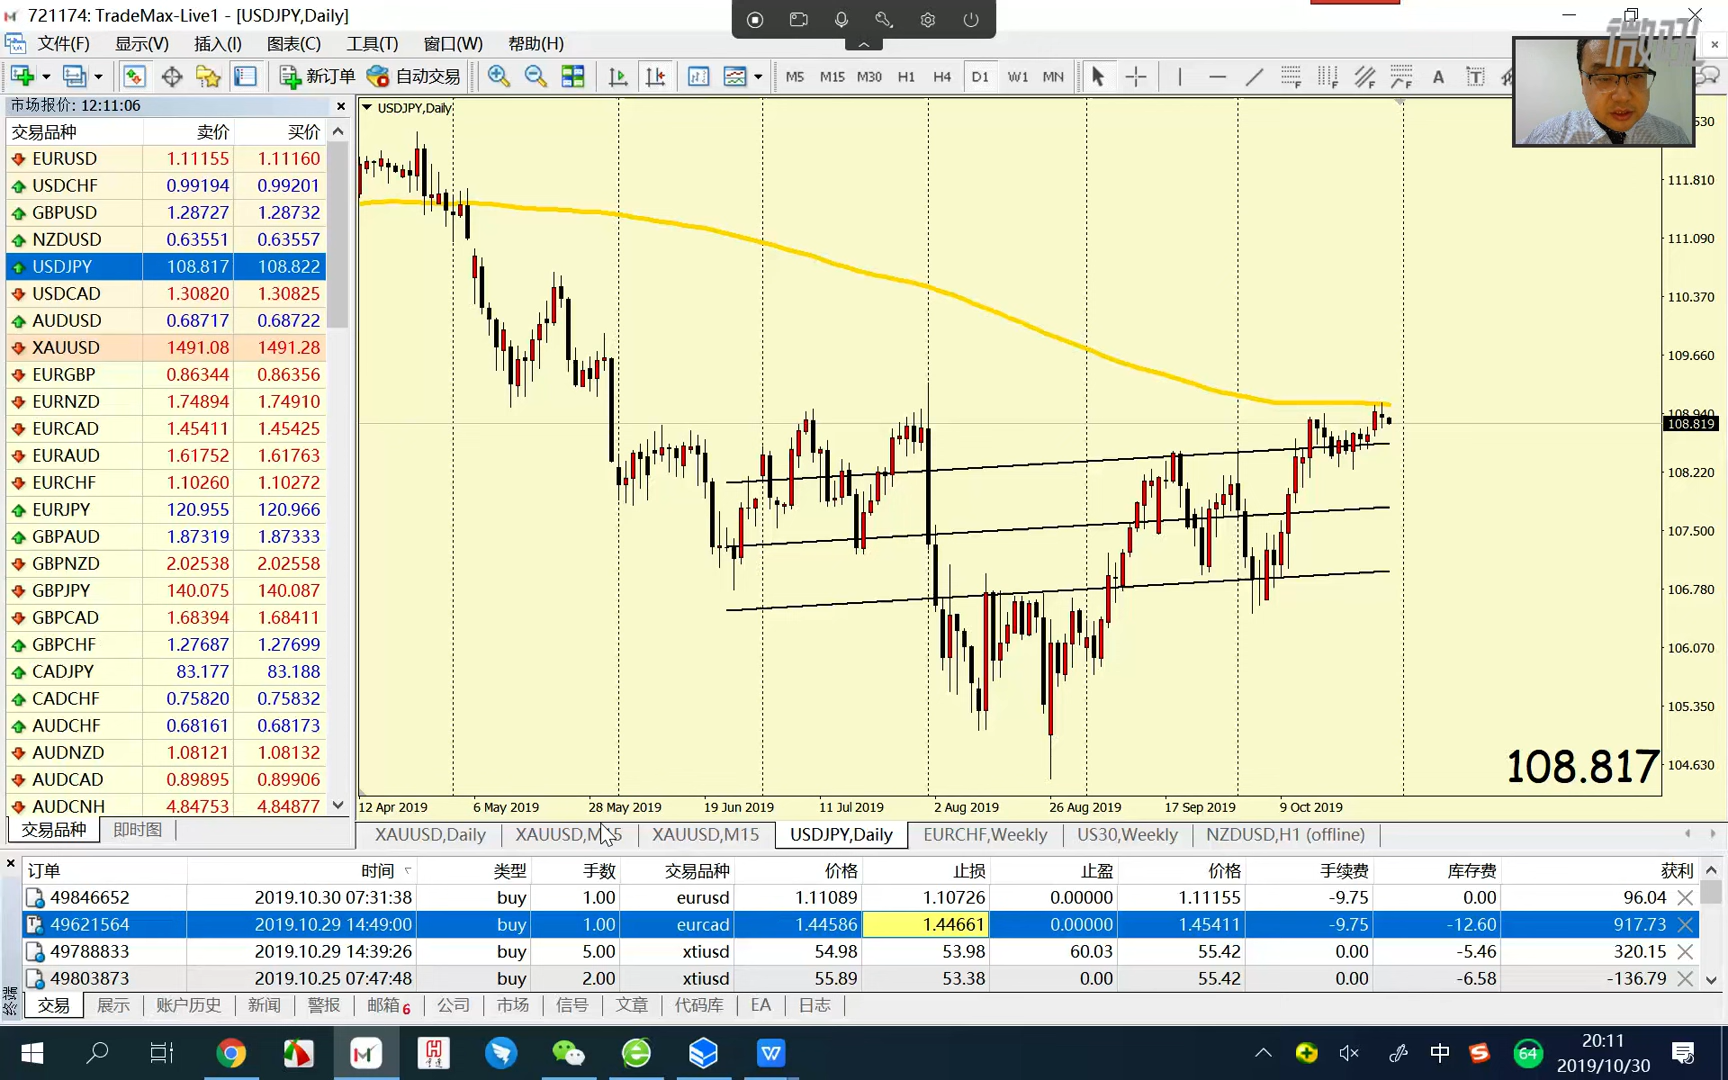 721174: TradeMax-Live1 - [USDJPY,Daily]
文件(F) 显示(V) 插入(I) 图表(C) 工具(T) 窗口(W) 帮助(H)
新订单 自动交易 M5 M15 M30 H1 H4 D1 W1 MN
市场报价: 12:11:06
交易品种 卖价 买价
EURUSD 1.11155 1.11160
USDCHF 0.99194 0.99201
GBPUSD 1.28727 1.28732
NZDUSD 0.63551 0.63557
USDJPY 108.817 108.822
USDCAD 1.30820 1.30825
AUDUSD 0.68717 0.68722
XAUUSD 1491.08 1491.28
EURGBP 0.86344 0.86356
EURNZD 1.74894 1.74910
EURCAD 1.45411 1.45425
EURAUD 1.61752 1.61763
EURCHF 1.10260 1.10272
EURJPY 120.955 120.966
GBPAUD 1.87319 1.87333
GBPNZD 2.02538 2.02558
GBPJPY 140.075 140.087
GBPCAD 1.68394 1.68411
GBPCHF 1.27687 1.27699
CADJPY 83.177 83.188
CADCHF 0.75820 0.75832
AUDCHF 0.68161 0.68173
AUDNZD 1.08121 1.08132
AUDCAD 0.89895 0.89906
AUDCNH 4.84753 4.84877
交易品种 即时图
USDJPY,Daily
111.810
111.090
110.370
109.660
108.940
108.819
108.220
107.500
106.780
106.070
105.350
104.630
108.817
12 Apr 2019 6 May 2019 28 May 2019 19 Jun 2019 11 Jul 2019 2 Aug 2019 26 Aug 2019 17 Sep 2019 9 Oct 2019
XAUUSD,Daily XAUUSD,M15 XAUUSD,M15 USDJPY,Daily EURCHF,Weekly US30,Weekly NZDUSD,H1 (offline)
订单 时间 类型 手数 交易品种 价格 止损 止盈 价格 手续费 库存费 获利
49846652 2019.10.30 07:31:38 buy 1.00 eurusd 1.11089 1.10726 0.00000 1.11155 -9.75 0.00 96.04
49621564 2019.10.29 14:49:00 buy 1.00 eurcad 1.44586 1.44661 0.00000 1.45411 -9.75 -12.60 917.73
49788833 2019.10.29 14:39:26 buy 5.00 xtiusd 54.98 53.98 60.03 55.42 0.00 -5.46 320.15
49803873 2019.10.25 07:47:48 buy 2.00 xtiusd 55.89 53.38 0.00 55.42 0.00 -6.58 -136.79
终端
交易 展示 账户历史 新闻 警报 邮箱6 公司 市场 信号 文章 代码库 EA 日志
中 64
20:11
2019/10/30